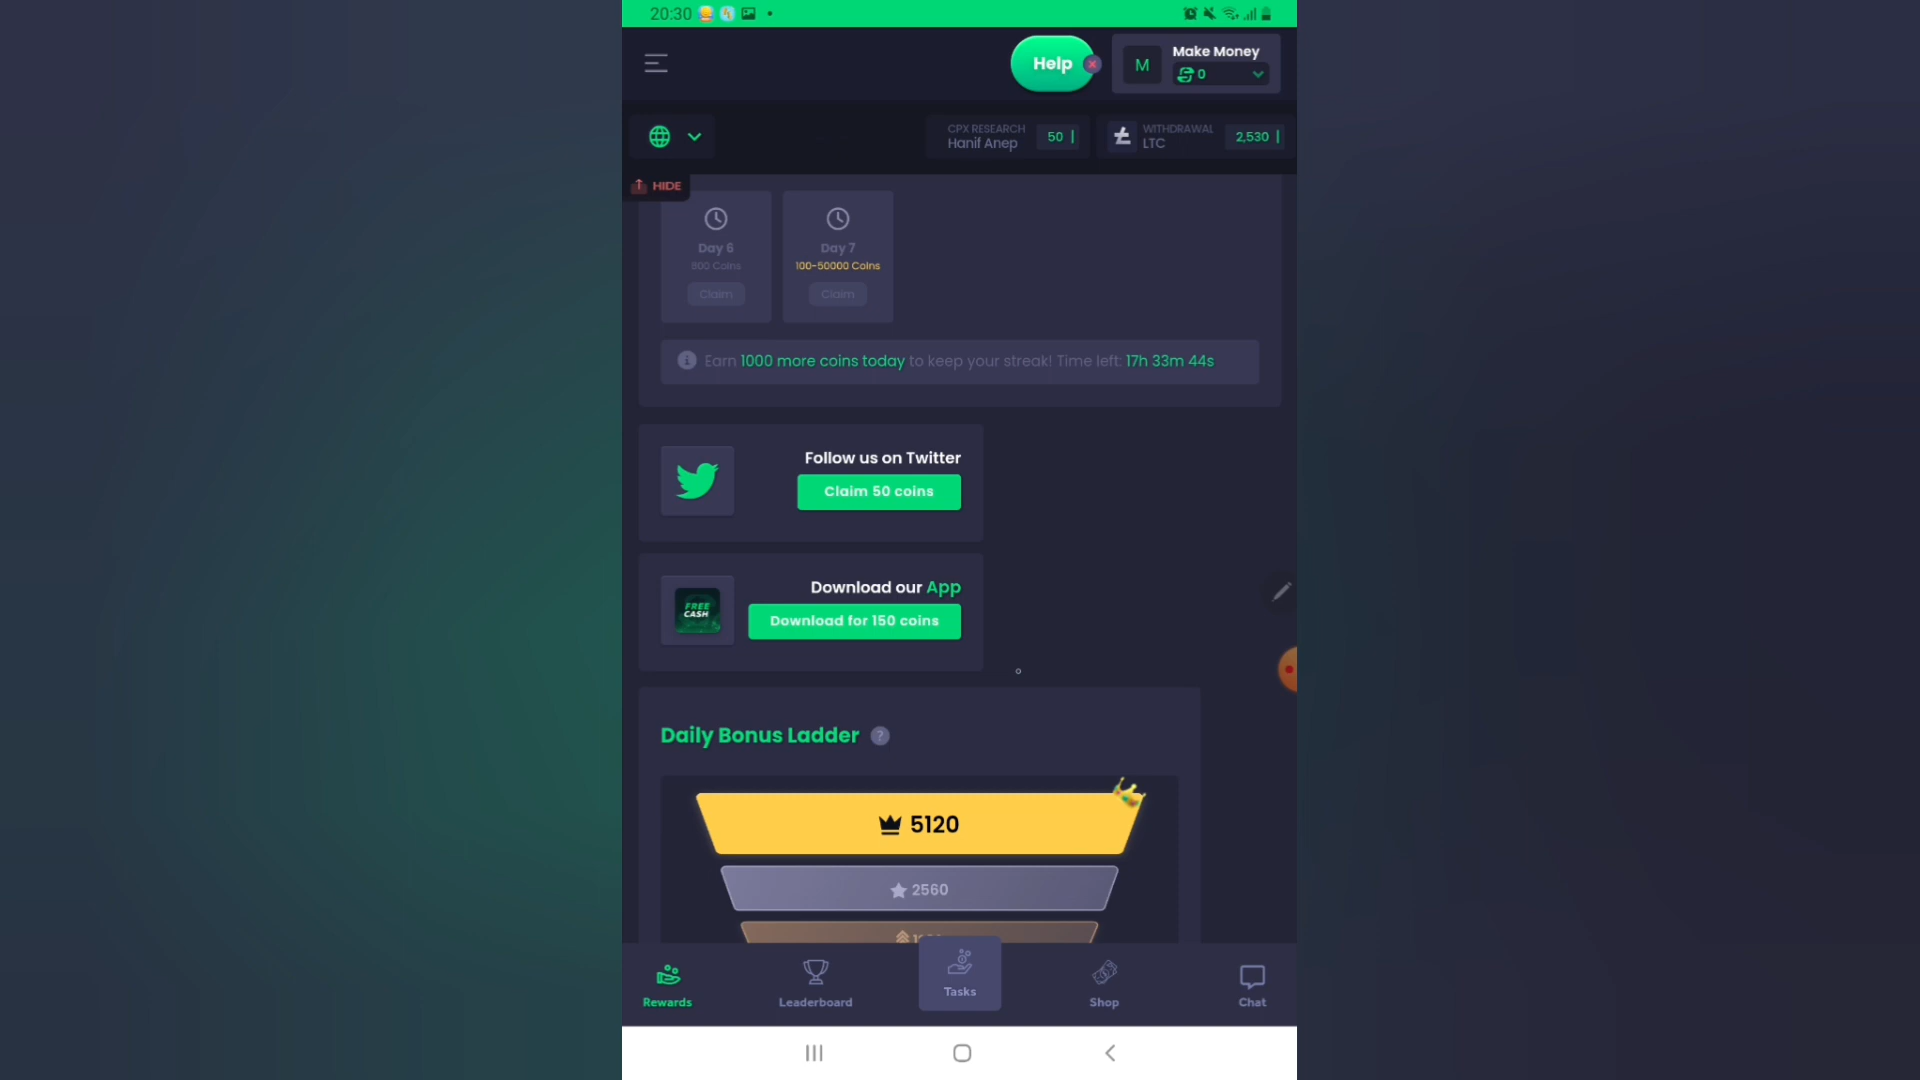 20:30
Help
M
Make Money
0
CPX RESEARCH
Hanif Anep
50
WITHDRAWAL
LTC
2,530
HIDE
Day 6
800 Coins
Claim
Day 7
100-50000 Coins
Claim
Earn 1000 more coins today to keep your streak! Time left: 17h 33m 44s
Follow us on Twitter
Claim 50 coins
FREE
CASH
Download our App
Download for 150 coins
Daily Bonus Ladder ?
5120
2560
Rewards
Leaderboard
Tasks
Shop
Chat